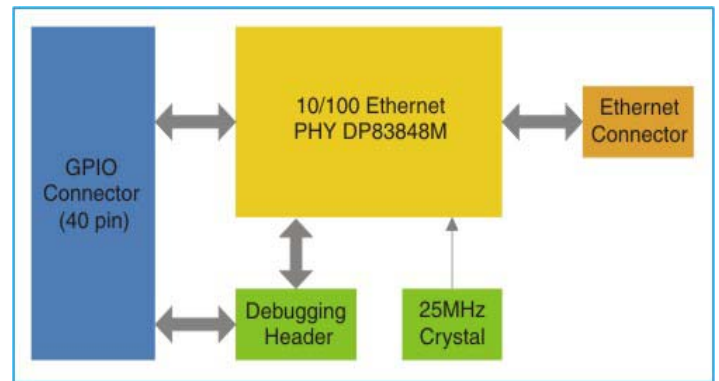 10/100 Ethernet
PHY DP83848M
Ethernet
Connector
GPIO
Connector
(40 pin)
Debugging
Header
25MHz
Crystal